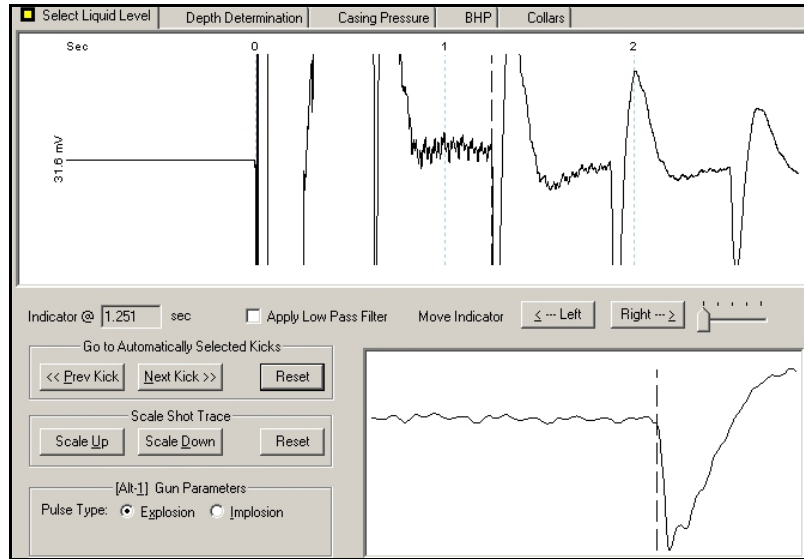 Select Liquid Level Depth Determination Casing Pressure BHP Collars
Sec 0 1 2
31.6 mV
Indicator @ 1.251 sec Apply Low Pass Filter Move Indicator < --- Left Right --- >
Go to Automatically Selected Kicks
<< Prev Kick Next Kick >> Reset
Scale Shot Trace
Scale Up Scale Down Reset
[Alt-1] Gun Parameters
Pulse Type: Explosion Implosion